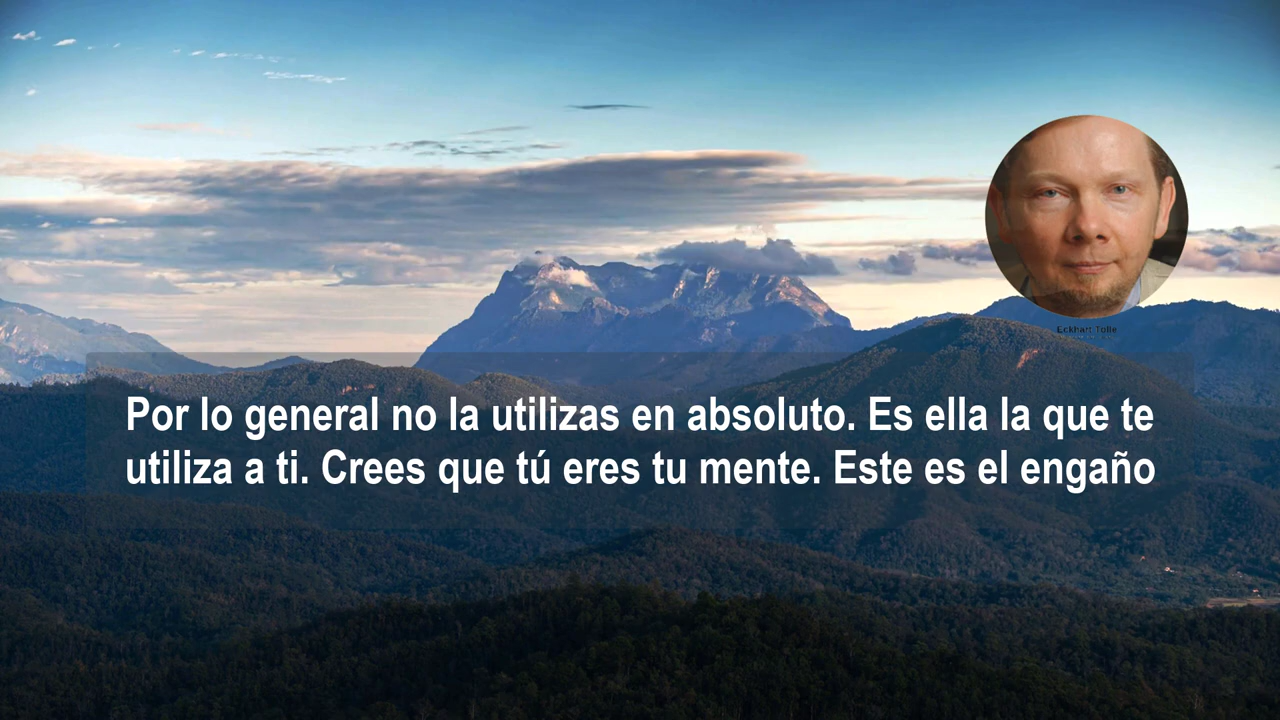 Eckhart Tolle
Por lo general no la utilizas en absoluto. Es ella la que te
utiliza a ti. Crees que tú eres tu mente. Este es el engaño